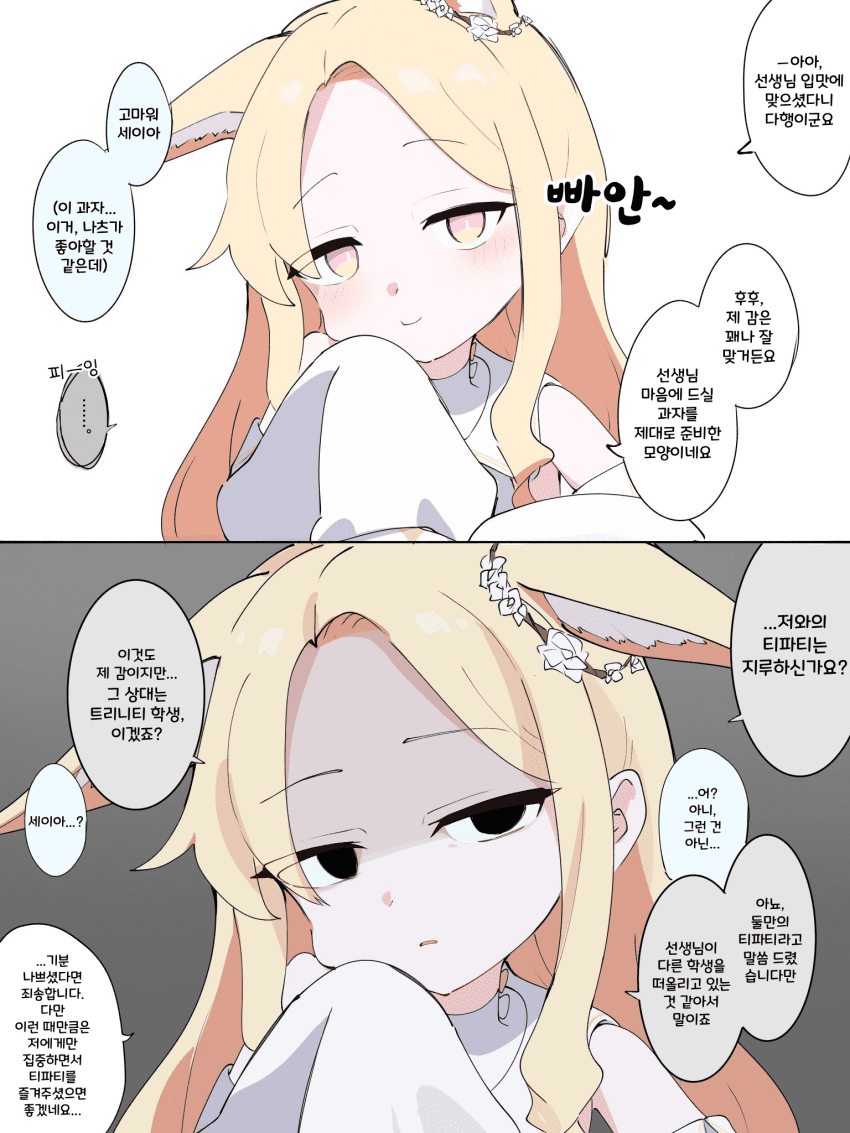 ―아아,
선생님 입맛에
맞으셨다니
다행이군요
빠안~
고마워
세이아
(이 과자...
이거, 나츠가
좋아할 것
같은데)
후후,
제 감은
꽤나 잘
맞거든요
선생님
마음에 드실
과자를
제대로 준비한
모양이네요
피ー잉
……。
...저와의
티파티는
지루하신가요?
이것도
제 감이지만...
그 상대는
트리니티 학생,
이겠죠?
세이아...?
...어?
아니,
그런 건
아닌...
아뇨,
둘만의
티파티라고
말씀 드렸
습니다만
선생님이
다른 학생을
떠올리고 있는
것 같아서
말이죠
...기분
나쁘셨다면
죄송합니다.
다만
이런 때만큼은
저에게만
집중하면서
티파티를
즐겨주셨으면
좋겠네요...